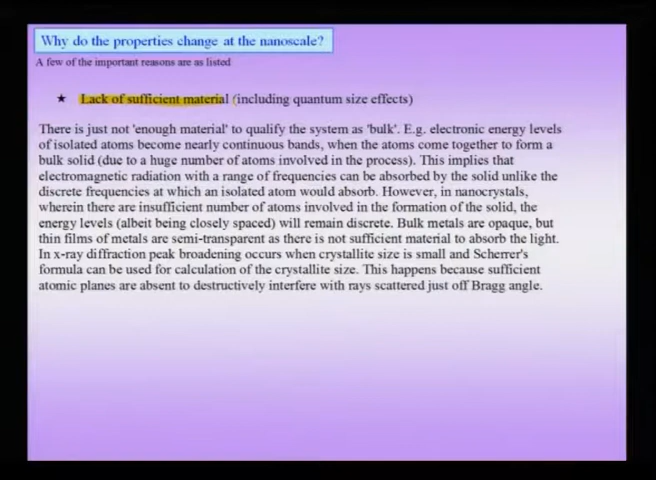 Why do the properties change at the nanoscale?
A few of the important reasons are as listed
★ Lack of sufficient material (including quantum size effects)
There is just not 'enough material' to qualify the system as 'bulk'. E.g. electronic energy levels
of isolated atoms become nearly continuous bands, when the atoms come together to form a
bulk solid (due to a huge number of atoms involved in the process). This implies that
electromagnetic radiation with a range of frequencies can be absorbed by the solid unlike the
discrete frequencies at which an isolated atom would absorb. However, in nanocrystals,
wherein there are insufficient number of atoms involved in the formation of the solid, the
energy levels (albeit being closely spaced) will remain discrete. Bulk metals are opaque, but
thin films of metals are semi-transparent as there is not sufficient material to absorb the light.
In x-ray diffraction peak broadening occurs when crystallite size is small and Scherrer's
formula can be used for calculation of the crystallite size. This happens because sufficient
atomic planes are absent to destructively interfere with rays scattered just off Bragg angle.